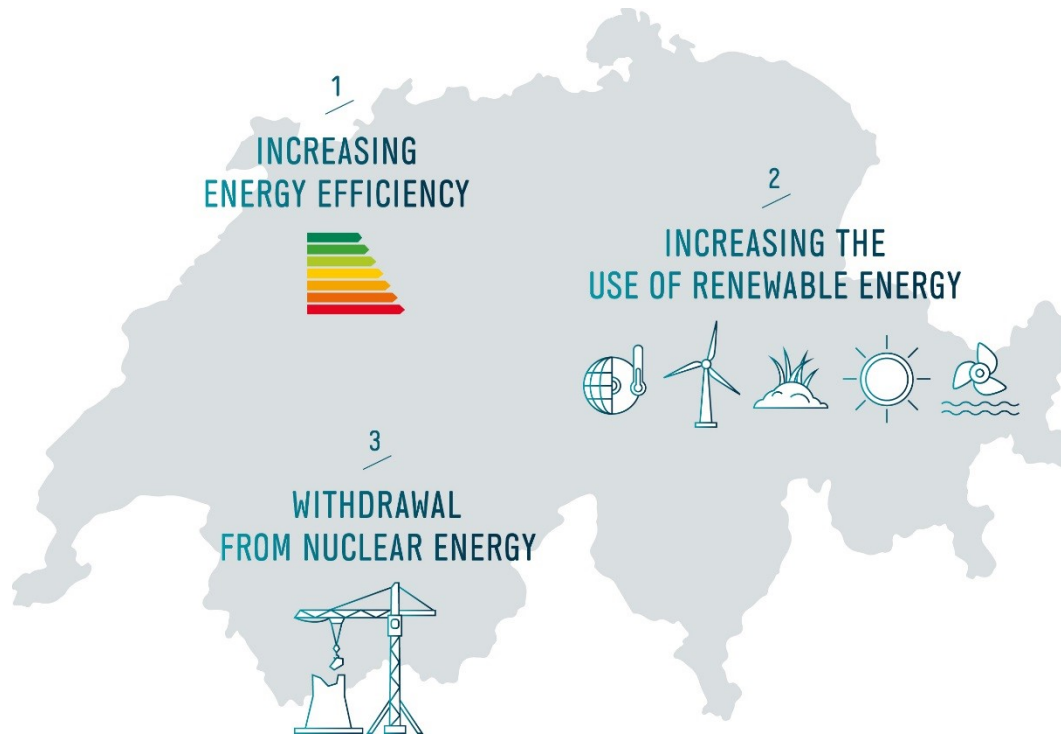 1
INCREASING
ENERGY EFFICIENCY
2
INCREASING THE
USE OF RENEWABLE ENERGY
3
WITHDRAWAL
FROM NUCLEAR ENERGY